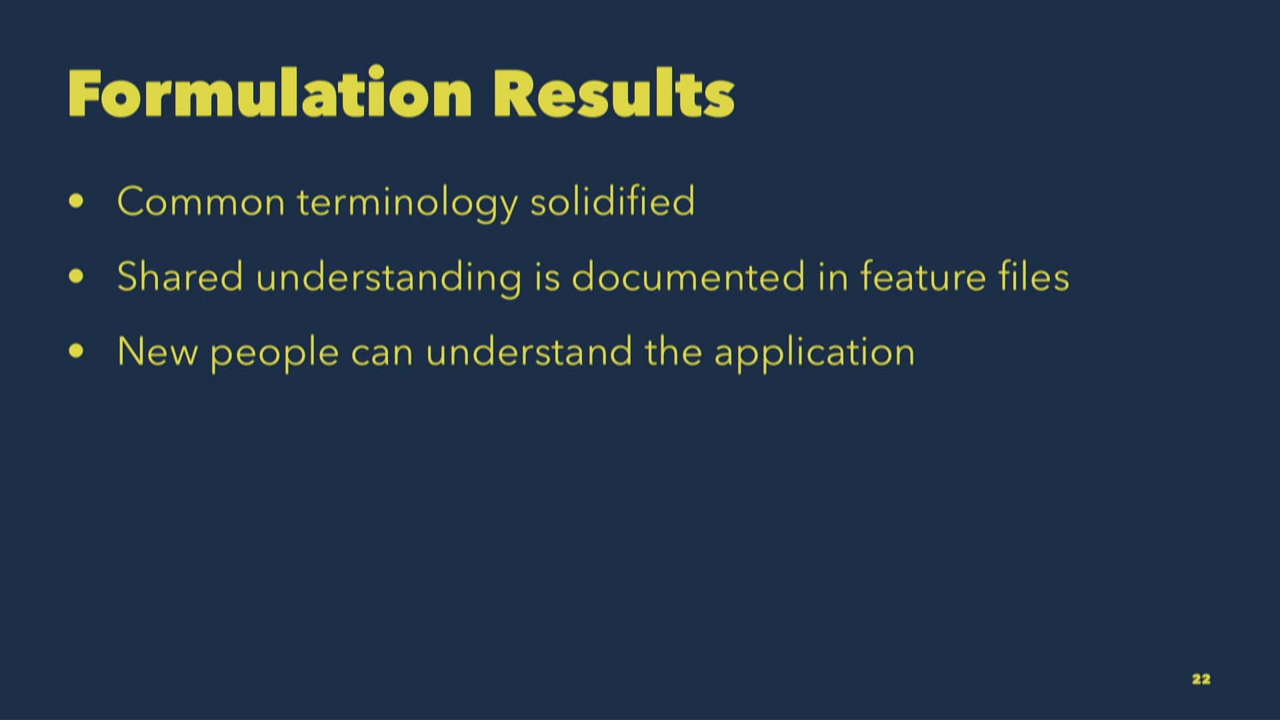 Formulation Results
• Common terminology solidified
• Shared understanding is documented in feature files
• New people can understand the application
22